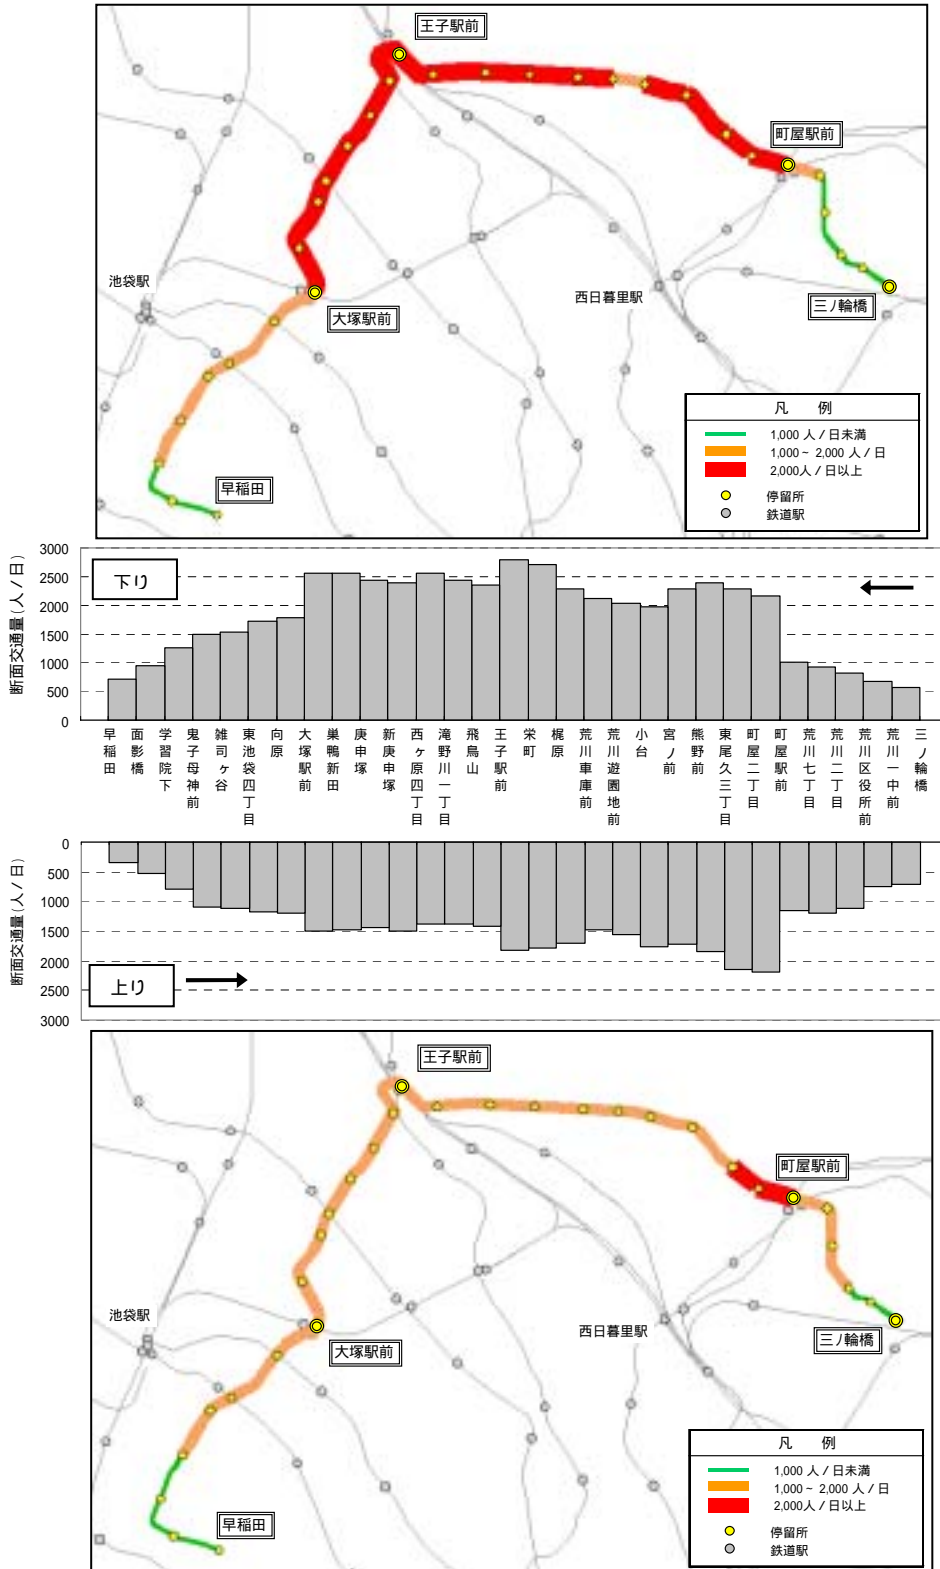 王子駅前
町屋駅前
池袋駅
西日暮里駅
三ノ輪橋
大塚駅前
早稲田
凡 例
1,000 人 / 日未満
1,000 ~ 2,000 人 / 日
2,000人 / 日以上
停留所
鉄道駅
断面交通量(人 / 日)
下り
3000
2500
2000
1500
1000
500
0
早稲田
面影橋
学習院下
鬼子母神前
雑司ヶ谷
東池袋四丁目
向原
大塚駅前
巣鴨新田
庚申塚
新庚申塚
西ヶ原四丁目
滝野川一丁目
飛鳥山
王子駅前
栄町
梶原
荒川車庫前
荒川遊園地前
小台
宮ノ前
熊野前
東尾久三丁目
町屋二丁目
町屋駅前
荒川七丁目
荒川二丁目
荒川区役所前
荒川一中前
三ノ輪橋
断面交通量(人 / 日)
0
500
1000
1500
2000
2500
3000
上り
王子駅前
町屋駅前
池袋駅
西日暮里駅
三ノ輪橋
大塚駅前
早稲田
凡 例
1,000 人 / 日未満
1,000 ~ 2,000 人 / 日
2,000人 / 日以上
停留所
鉄道駅